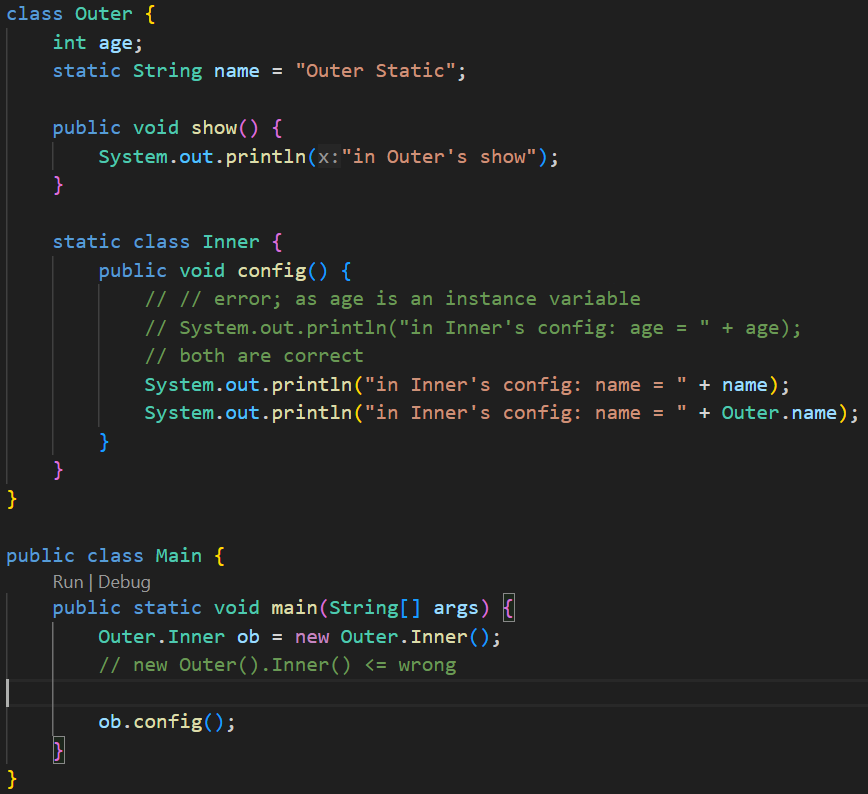 class Outer {
    int age;
    static String name = "Outer Static";

    public void show() {
        System.out.println(x:"in Outer's show");
    }

    static class Inner {
        public void config() {
            // // error; as age is an instance variable
            // System.out.println("in Inner's config: age = " + age);
            // both are correct
            System.out.println("in Inner's config: name = " + name);
            System.out.println("in Inner's config: name = " + Outer.name);
        }
    }
}

public class Main {
    Run | Debug
    public static void main(String[] args) {
        Outer.Inner ob = new Outer.Inner();
        // new Outer().Inner() <= wrong

        ob.config();
    }
}